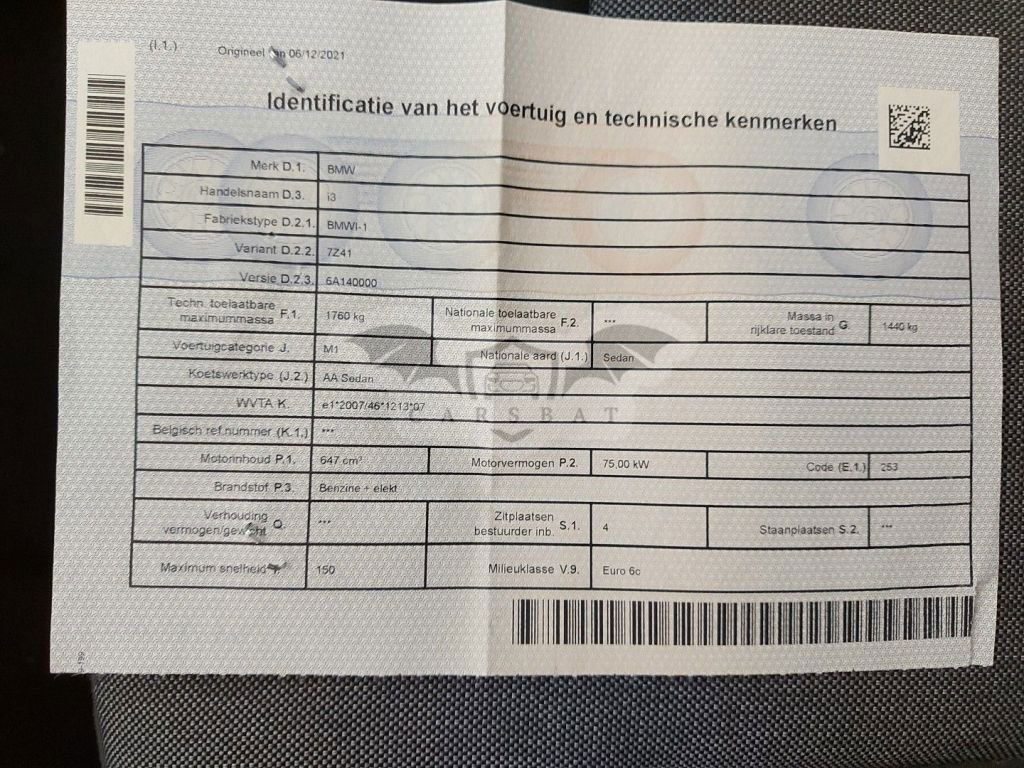 (I.1.)
Origineel van 06/12/2021
Identificatie van het voertuig en technische kenmerken
Merk D.1. BMW
Handelsnaam D.3. i3
Fabriekstype D.2.1. BMWi-1
Variant D.2.2. 7Z41
Versie D.2.3. 6A140000
Techn. toelaatbare maximummassa F.1. 1760 kg Nationale toelaatbare maximummassa F.2. *** Massa in rijklare toestand G. 1440 kg
Voertuigcategorie J. M1 Nationale aard (J.1.) Sedan
Koetswerktype (J.2.) AA Sedan
WVTA K. e1*2007/46*1213*07
CARSBAT
Belgisch ref.nummer (K.1.) ***
Motorinhoud P.1. 647 cm³ Motorvermogen P.2. 75,00 kW Code (E.1.) 253
Brandstof P.3. Benzine + elekt
Verhouding vermogen/gewicht Q. *** Zitplaatsen bestuurder inb. S.1. 4 Staanplaatsen S.2. ***
Maximum snelheid 150 Milieuklasse V.9. Euro 6c